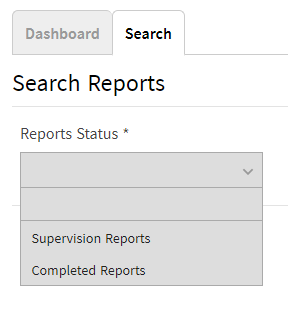 Dashboard Search
Search Reports
Reports Status *
Supervision Reports
Completed Reports